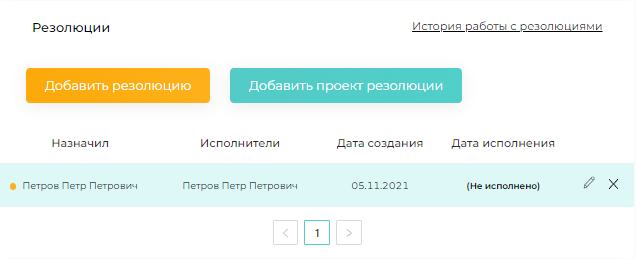 Резолюции История работы с резолюциями
Добавить резолюцию Добавить проект резолюции
Назначил Исполнители Дата создания Дата исполнения
Петров Петр Петрович Петров Петр Петрович 05.11.2021 (Не исполнено)
1